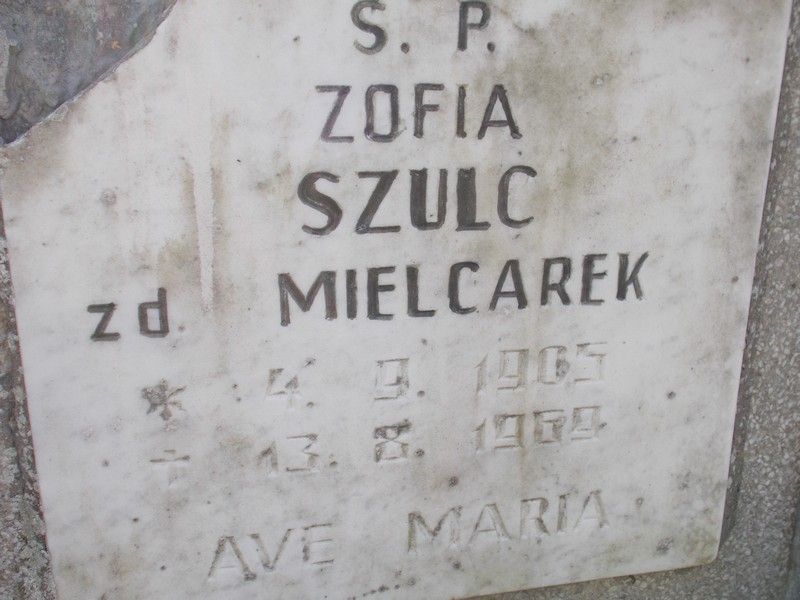 Ś. P.
ZOFIA
SZULC
zd. MIELCAREK
* 4. 9. 1905
† 13. 8. 1969
AVE MARIA